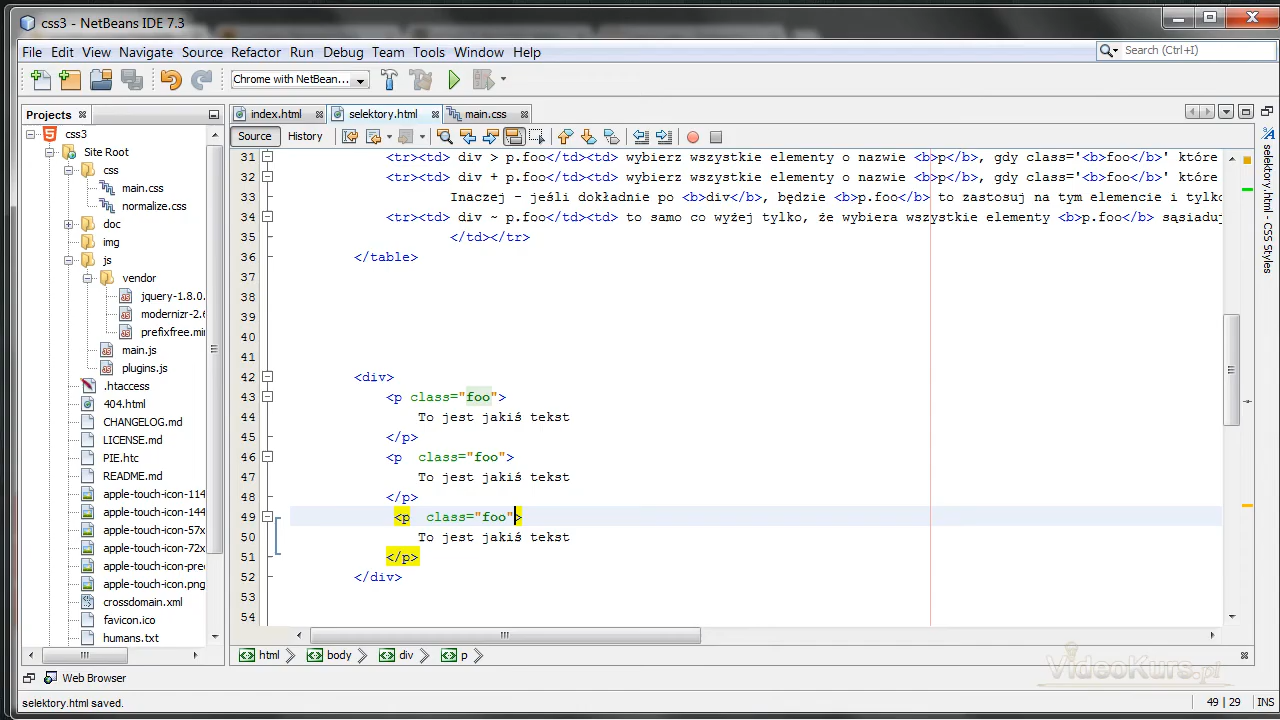 css3 - NetBeans IDE 7.3
File Edit View Navigate Source Refactor Run Debug Team Tools Window Help
Search (Ctrl+I)
Chrome with NetBean...
Projects
index.html
selektory.html
main.css
Source History
css3
Site Root
css
main.css
normalize.css
doc
img
js
vendor
jquery-1.8.0.
modernizr-2.6
prefixfree.mi
main.js
plugins.js
.htaccess
404.html
CHANGELOG.md
LICENSE.md
PIE.htc
README.md
apple-touch-icon-114
apple-touch-icon-144
apple-touch-icon-57x
apple-touch-icon-72x
apple-touch-icon-pre
apple-touch-icon.png
crossdomain.xml
favicon.ico
humans.txt
31 <tr><td> div > p.foo</td><td> wybierz wszystkie elementy o nazwie <b>p</b>, gdy class='<b>foo</b>' które
32 <tr><td> div + p.foo</td><td> wybierz wszystkie elementy o nazwie <b>p</b>, gdy class='<b>foo</b>' które
33 Inaczej - jeśli dokładnie po <b>div</b>, będzie <b>p.foo</b> to zastosuj na tym elemencie i tylko
34 <tr><td> div ~ p.foo</td><td> to samo co wyżej tylko, że wybiera wszystkie elementy <b>p.foo</b> sąsiadu
35 </td></tr>
36 </table>
37
38
39
40
41
42 <div>
43 <p class="foo">
44 To jest jakiś tekst
45 </p>
46 <p  class="foo">
47 To jest jakiś tekst
48 </p>
49 <p  class="foo">
50 To jest jakiś tekst
51 </p>
52 </div>
53
54
selektory.html - CSS Styles
html body div p
Web Browser
VideoKurs.pl
selektory.html saved.
49 | 29 INS